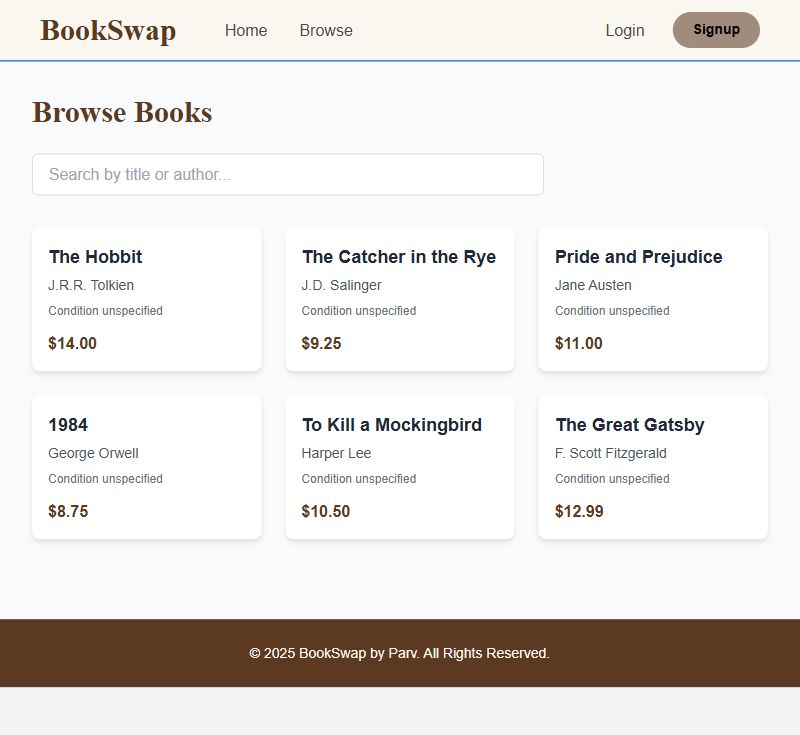 BookSwap Home Browse Login Signup
Browse Books
Search by title or author...
The Hobbit
J.R.R. Tolkien
Condition unspecified
$14.00
The Catcher in the Rye
J.D. Salinger
Condition unspecified
$9.25
Pride and Prejudice
Jane Austen
Condition unspecified
$11.00
1984
George Orwell
Condition unspecified
$8.75
To Kill a Mockingbird
Harper Lee
Condition unspecified
$10.50
The Great Gatsby
F. Scott Fitzgerald
Condition unspecified
$12.99
© 2025 BookSwap by Parv. All Rights Reserved.